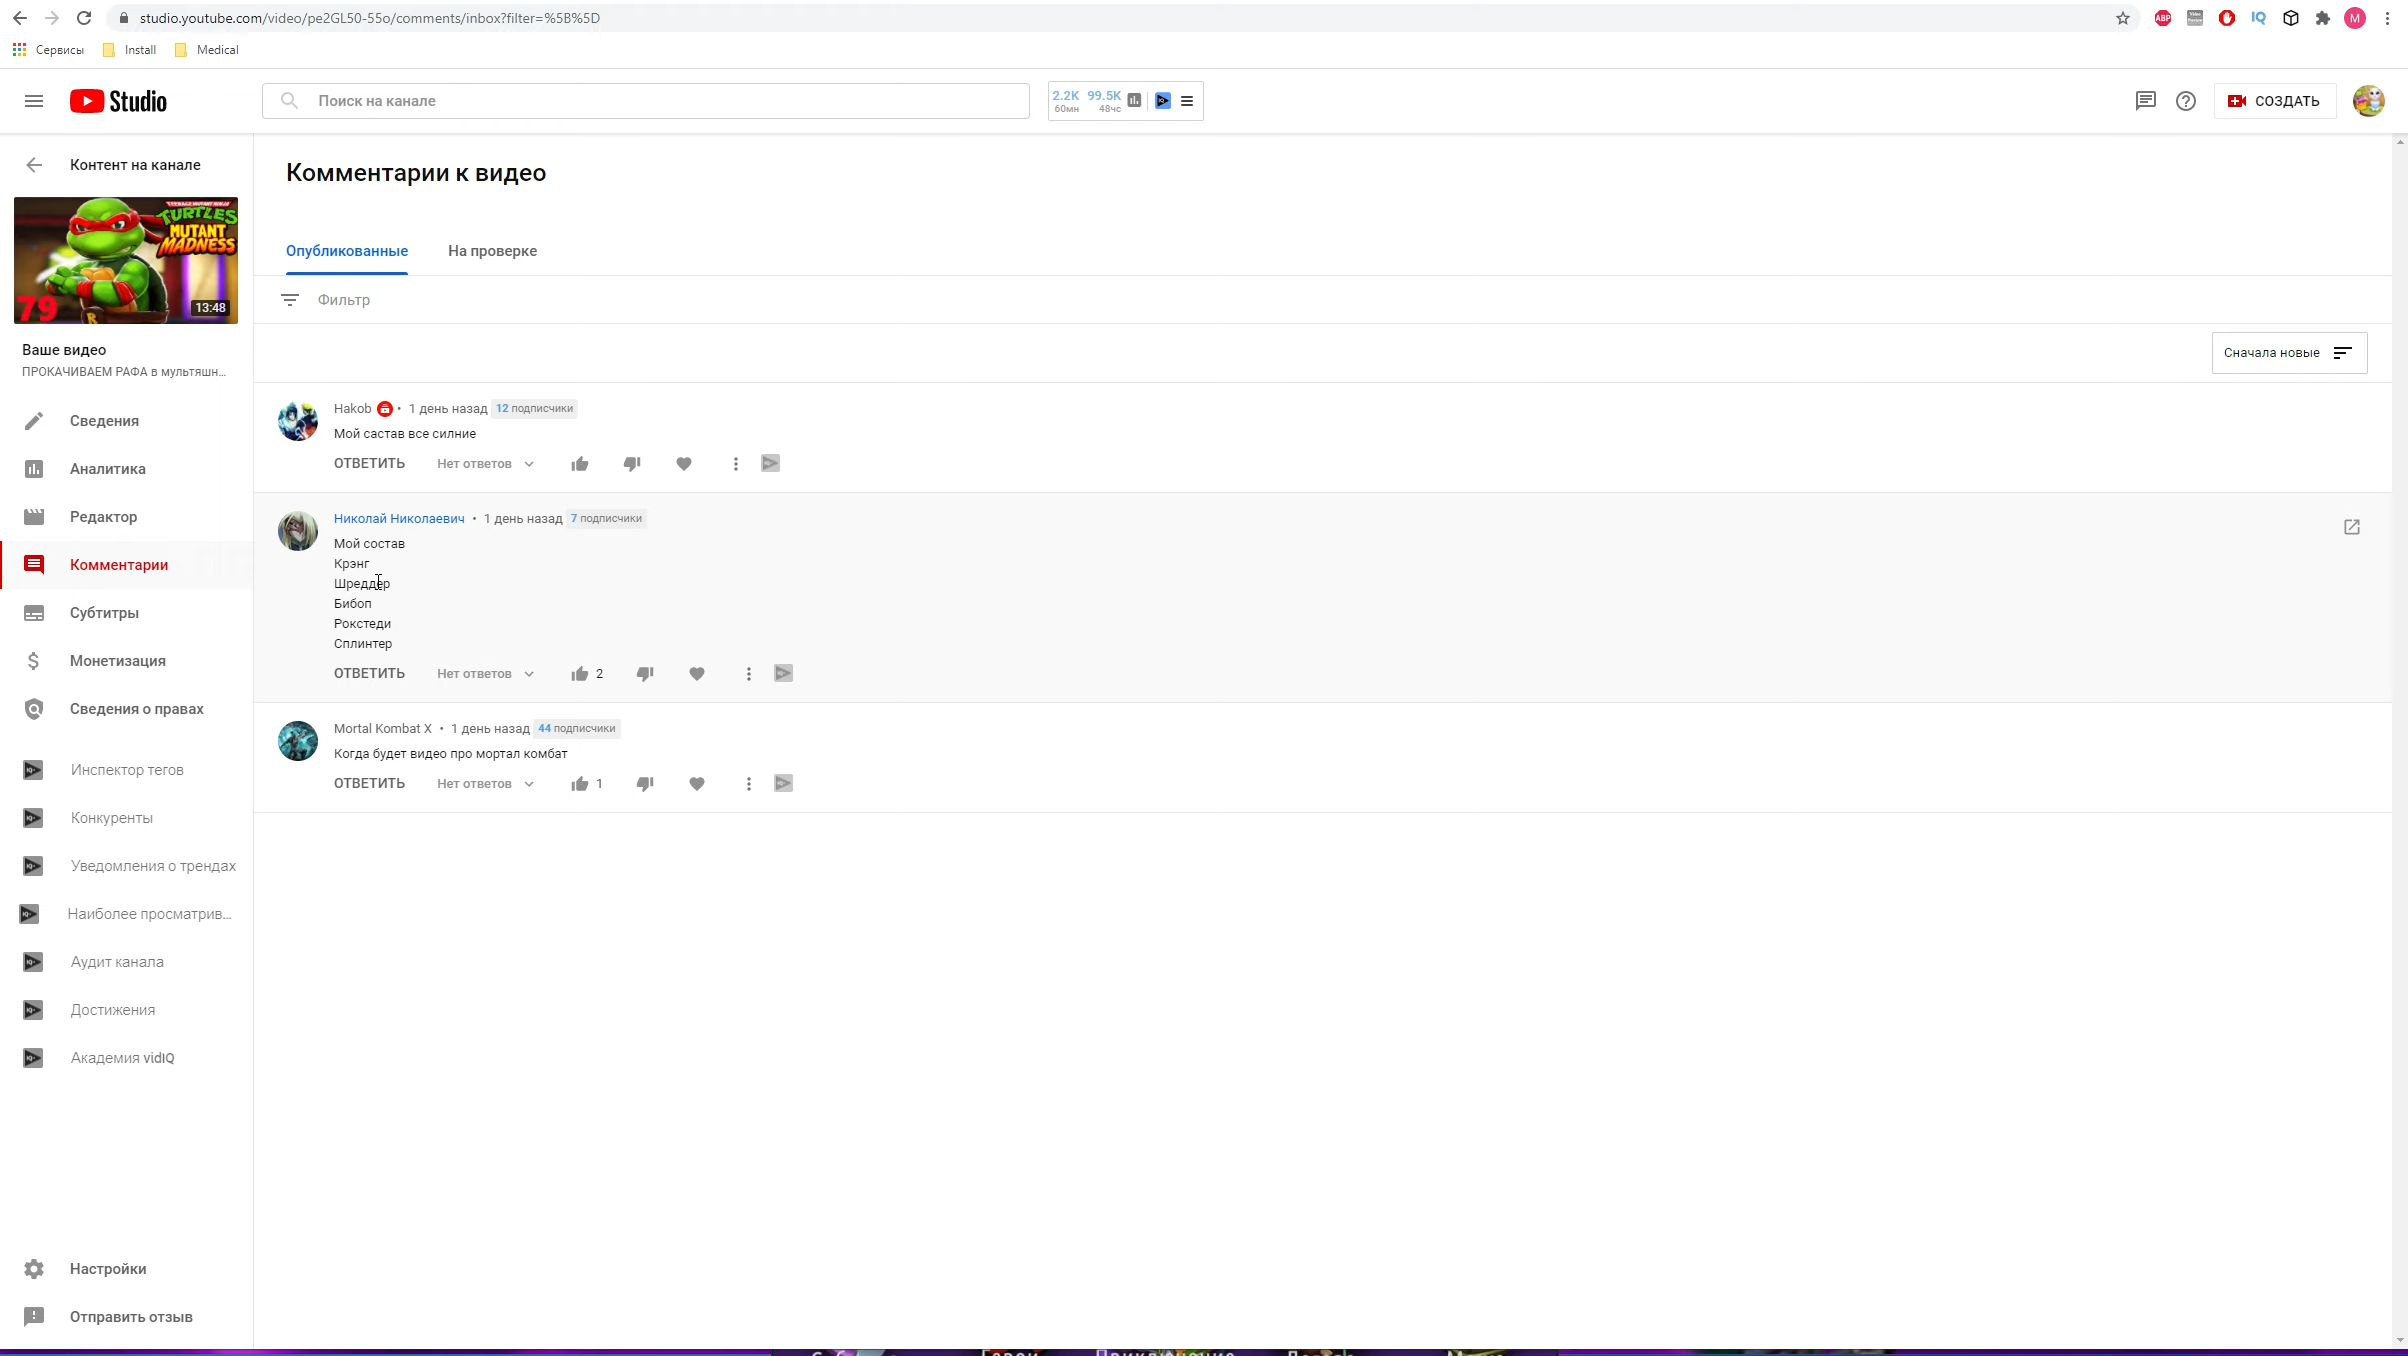 studio.youtube.com/video/pe2GL50-55o/comments/inbox?filter=%5B%5D
ABP
IQ
M
Сервисы
Install
Medical
Studio
Поиск на канале
2.2K 99.5K
60мн 48чс
СОЗДАТЬ
Контент на канале
TURTLES
MUTANT
MADNESS
79
13:48
Ваше видео
ПРОКАЧИВАЕМ РАФА в мультяшн...
Сведения
Аналитика
Редактор
Комментарии
Субтитры
Монетизация
Сведения о правах
Инспектор тегов
Конкуренты
Уведомления о трендах
Наиболее просматрив...
Аудит канала
Достижения
Академия vidIQ
Настройки
Отправить отзыв
Комментарии к видео
Опубликованные
На проверке
Фильтр
Сначала новые
Hakob • 1 день назад 12 подписчики
Мой састав все силние
ОТВЕТИТЬ Нет ответов
Николай Николаевич • 1 день назад 7 подписчики
Мой состав
Крэнг
Шреддер
Бибоп
Рокстеди
Сплинтер
ОТВЕТИТЬ Нет ответов 2
Mortal Kombat X • 1 день назад 44 подписчики
Когда будет видео про мортал комбат
ОТВЕТИТЬ Нет ответов 1